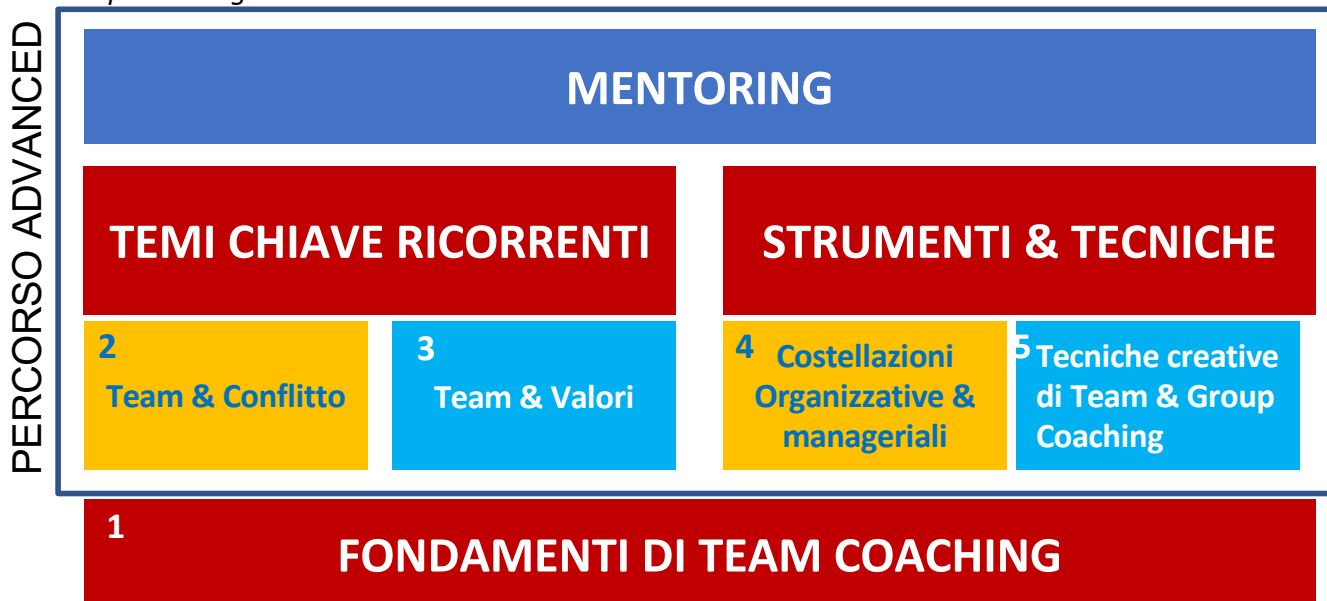 PERCORSO ADVANCED
MENTORING
TEMI CHIAVE RICORRENTI
STRUMENTI & TECNICHE
2
Team & Conflitto
3
Team & Valori
4
Costellazioni
Organizzative &
manageriali
5
Tecniche creative
di Team & Group
Coaching
1
FONDAMENTI DI TEAM COACHING